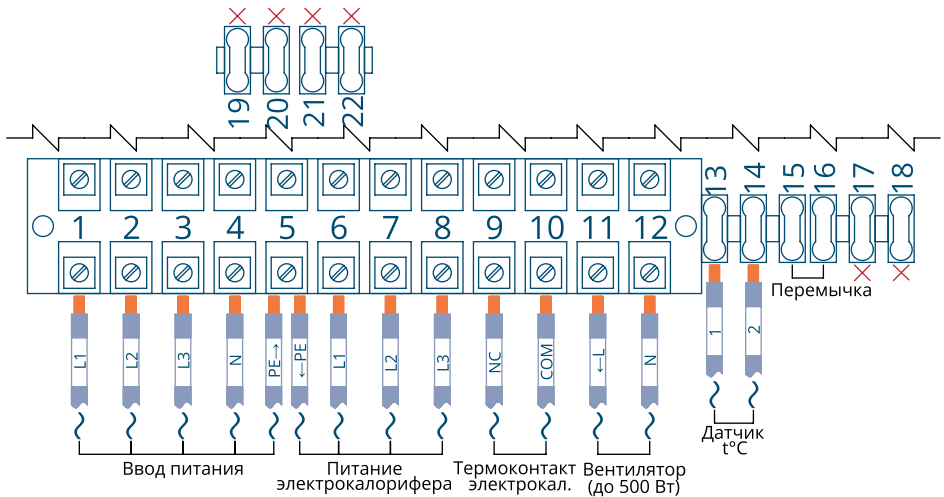 19 20 21 22
1 2 3 4 5 6 7 8 9 10 11 12 13 14 15 16 17 18
Перемычка
L1 L2 L3 N PE→ ←PE L1 L2 L3 NC COM ←L N 1 2
Датчик
t°C
Ввод питания
Питание
электрокалорифера
Термоконтакт
электрокал.
Вентилятор
(до 500 Вт)